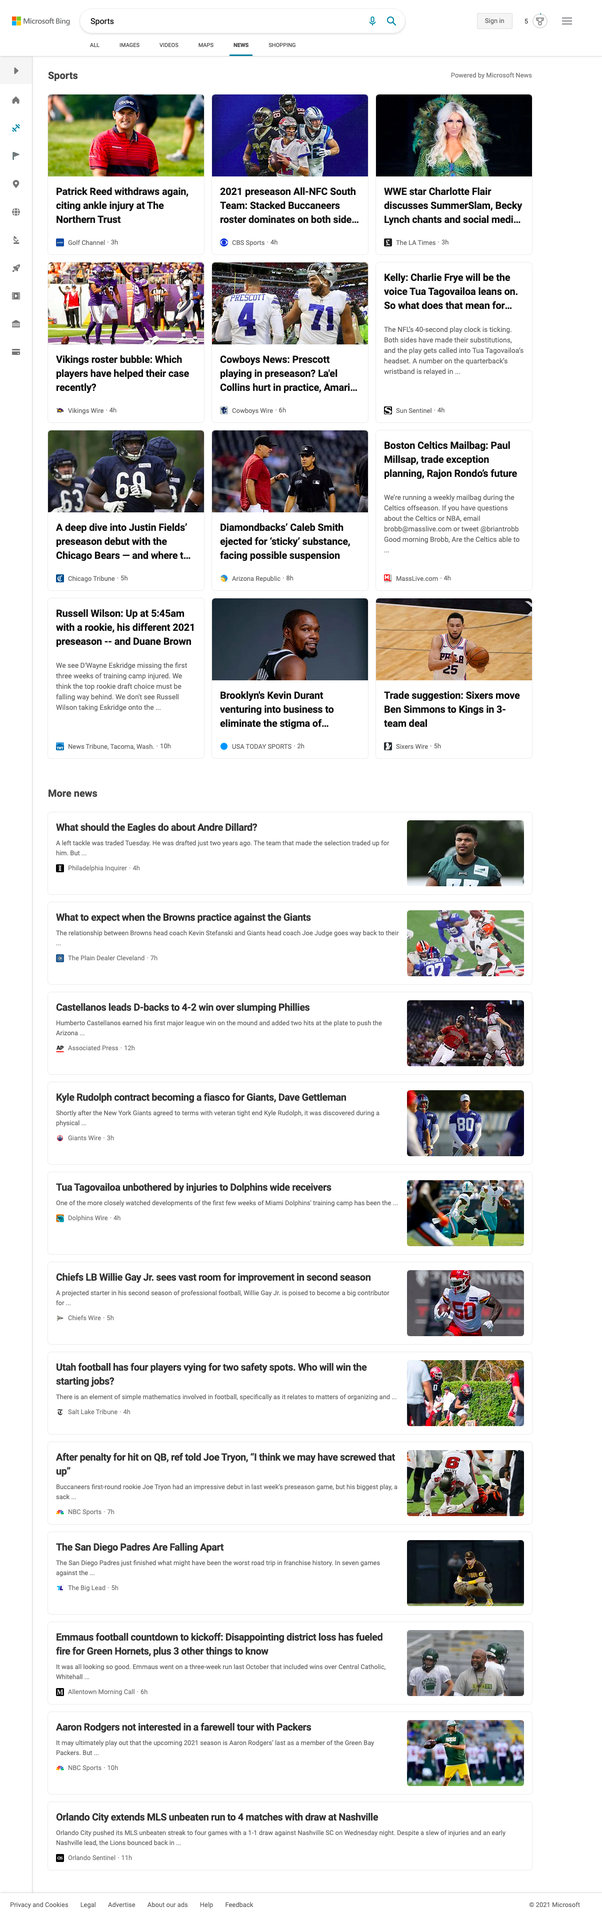 Microsoft Bing
Sports
Sign in
5
ALL
IMAGES
VIDEOS
MAPS
NEWS
SHOPPING
Sports
Powered by Microsoft News
Patrick Reed withdraws again,
citing ankle injury at The
Northern Trust
Golf Channel · 3h
2021 preseason All-NFC South
Team: Stacked Buccaneers
roster dominates on both side...
CBS Sports · 4h
WWE star Charlotte Flair
discusses SummerSlam, Becky
Lynch chants and social medi...
The LA Times · 3h
Vikings roster bubble: Which
players have helped their case
recently?
Vikings Wire · 4h
PRESCOTT
4
71
Cowboys News: Prescott
playing in preseason? La'el
Collins hurt in practice, Amari...
Cowboys Wire · 6h
Kelly: Charlie Frye will be the
voice Tua Tagovailoa leans on.
So what does that mean for...
The NFL's 40-second play clock is ticking.
Both sides have made their substitutions,
and the play gets called into Tua Tagovailoa's
headset. A number on the quarterback's
wristband is relayed in ...
Sun Sentinel · 4h
63
68
A deep dive into Justin Fields'
preseason debut with the
Chicago Bears — and where t...
Chicago Tribune · 5h
Diamondbacks' Caleb Smith
ejected for 'sticky' substance,
facing possible suspension
Arizona Republic · 8h
Boston Celtics Mailbag: Paul
Millsap, trade exception
planning, Rajon Rondo's future
We're running a weekly mailbag during the
Celtics offseason. If you have questions
about the Celtics or NBA, email
brobb@masslive.com or tweet @briantrobb
Good morning Brobb, Are the Celtics able to
...
MassLive.com · 4h
Russell Wilson: Up at 5:45am
with a rookie, his different 2021
preseason -- and Duane Brown
We see D'Wayne Eskridge missing the first
three weeks of training camp injured. We
think the top rookie draft choice must be
falling way behind. We don't see Russell
Wilson taking Eskridge onto the ...
News Tribune, Tacoma, Wash. · 10h
Brooklyn's Kevin Durant
venturing into business to
eliminate the stigma of...
USA TODAY SPORTS · 2h
PHILA
25
Trade suggestion: Sixers move
Ben Simmons to Kings in 3-
team deal
Sixers Wire · 5h
More news
What should the Eagles do about Andre Dillard?
A left tackle was traded Tuesday. He was drafted just two years ago. The team that made the selection traded up for
him. But ...
Philadelphia Inquirer · 4h
What to expect when the Browns practice against the Giants
The relationship between Browns head coach Kevin Stefanski and Giants head coach Joe Judge goes way back to their
...
The Plain Dealer Cleveland · 7h
97
Castellanos leads D-backs to 4-2 win over slumping Phillies
Humberto Castellanos earned his first major league win on the mound and added two hits at the plate to push the
Arizona ...
AP
Associated Press · 12h
Kyle Rudolph contract becoming a fiasco for Giants, Dave Gettleman
Shortly after the New York Giants agreed to terms with veteran tight end Kyle Rudolph, it was discovered during a
physical ...
Giants Wire · 3h
80
Tua Tagovailoa unbothered by injuries to Dolphins wide receivers
One of the more closely watched developments of the first few weeks of Miami Dolphins' training camp has been the ...
Dolphins Wire · 4h
Chiefs LB Willie Gay Jr. sees vast room for improvement in second season
A projected starter in his second season of professional football, Willie Gay Jr. is poised to become a big contributor
for ...
Chiefs Wire · 5h
50
Utah football has four players vying for two safety spots. Who will win the
starting jobs?
There is an element of simple mathematics involved in football, specifically as it relates to matters of organizing and ...
Salt Lake Tribune · 4h
After penalty for hit on QB, ref told Joe Tryon, "I think we may have screwed that
up"
Buccaneers first-round rookie Joe Tryon had an impressive debut in last week's preseason game, but his biggest play, a
sack ...
NBC Sports · 7h
The San Diego Padres Are Falling Apart
The San Diego Padres just finished what might have been the worst road trip in franchise history. In seven games
against the ...
The Big Lead · 5h
Emmaus football countdown to kickoff: Disappointing district loss has fueled
fire for Green Hornets, plus 3 other things to know
It was all looking so good. Emmaus went on a three-week run last October that included wins over Central Catholic,
Whitehall ...
Allentown Morning Call · 6h
Aaron Rodgers not interested in a farewell tour with Packers
It may ultimately play out that the upcoming 2021 season is Aaron Rodgers' last as a member of the Green Bay
Packers. But ...
NBC Sports · 10h
Orlando City extends MLS unbeaten run to 4 matches with draw at Nashville
Orlando City pushed its MLS unbeaten streak to four games with a 1-1 draw against Nashville SC on Wednesday night. Despite a slew of injuries and an early
Nashville lead, the Lions bounced back in ...
Orlando Sentinel · 11h
Privacy and Cookies
Legal
Advertise
About our ads
Help
Feedback
© 2021 Microsoft